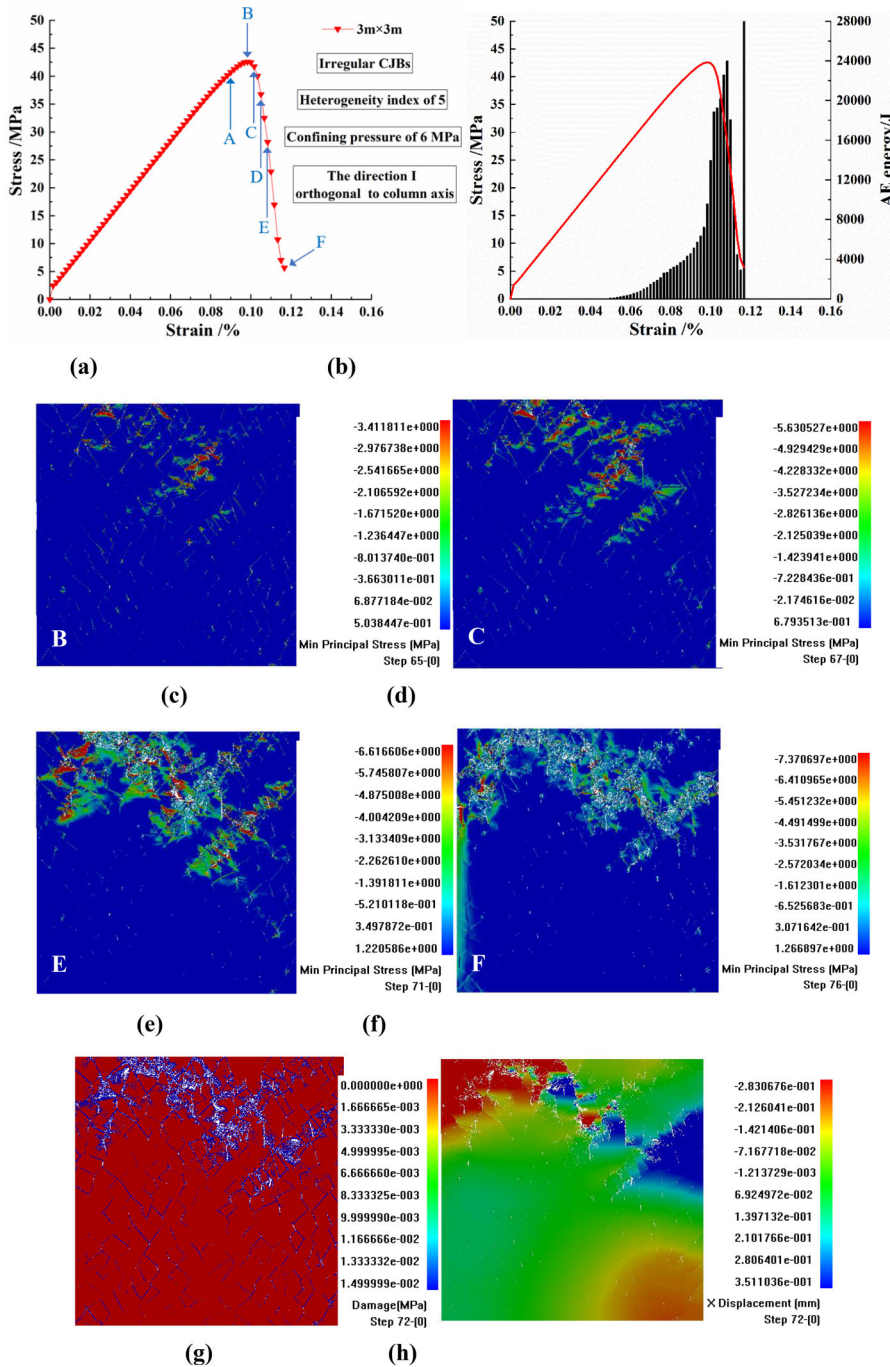 B
3m×3m
Irregular CJBs
Heterogeneity index of 5
Confining pressure of 6 MPa
The direction I
orthogonal to column axis
A
C
D
E
F
Stress /MPa
50
45
40
35
30
25
20
15
10
5
0
0.00 0.02 0.04 0.06 0.08 0.10 0.12 0.14 0.16
Strain /%
(a)
Stress /MPa
50
45
40
35
30
25
20
15
10
5
0
28000
24000
20000
16000
12000
8000
4000
0
AE energy/J
0.00 0.02 0.04 0.06 0.08 0.10 0.12 0.14 0.16
Strain /%
(b)
-3.411811e+000
-2.976738e+000
-2.541665e+000
-2.106592e+000
-1.671520e+000
-1.236447e+000
-8.013740e-001
-3.663011e-001
6.877184e-002
5.038447e-001
B
Min Principal Stress (MPa)
Step 65-(0)
(c)
-5.630527e+000
-4.929429e+000
-4.228332e+000
-3.527234e+000
-2.826136e+000
-2.125039e+000
-1.423941e+000
-7.228436e-001
-2.174616e-002
6.793513e-001
C
Min Principal Stress (MPa)
Step 67-(0)
(d)
-6.616606e+000
-5.745807e+000
-4.875008e+000
-4.004209e+000
-3.133409e+000
-2.262610e+000
-1.391811e+000
-5.210118e-001
3.497872e-001
1.220586e+000
E
Min Principal Stress (MPa)
Step 71-(0)
(e)
-7.370697e+000
-6.410965e+000
-5.451232e+000
-4.491499e+000
-3.531767e+000
-2.572034e+000
-1.612301e+000
-6.525683e-001
3.071642e-001
1.266897e+000
F
Min Principal Stress (MPa)
Step 76-(0)
(f)
0.000000e+000
1.666665e-003
3.333330e-003
4.999995e-003
6.666660e-003
8.333325e-003
9.999990e-003
1.166666e-002
1.333332e-002
1.499999e-002
Damage(MPa)
Step 72-(0)
(g)
-2.830676e-001
-2.126041e-001
-1.421406e-001
-7.167718e-002
-1.213729e-003
6.924972e-002
1.397132e-001
2.101766e-001
2.806401e-001
3.511036e-001
X Displacement (mm)
Step 72-(0)
(h)